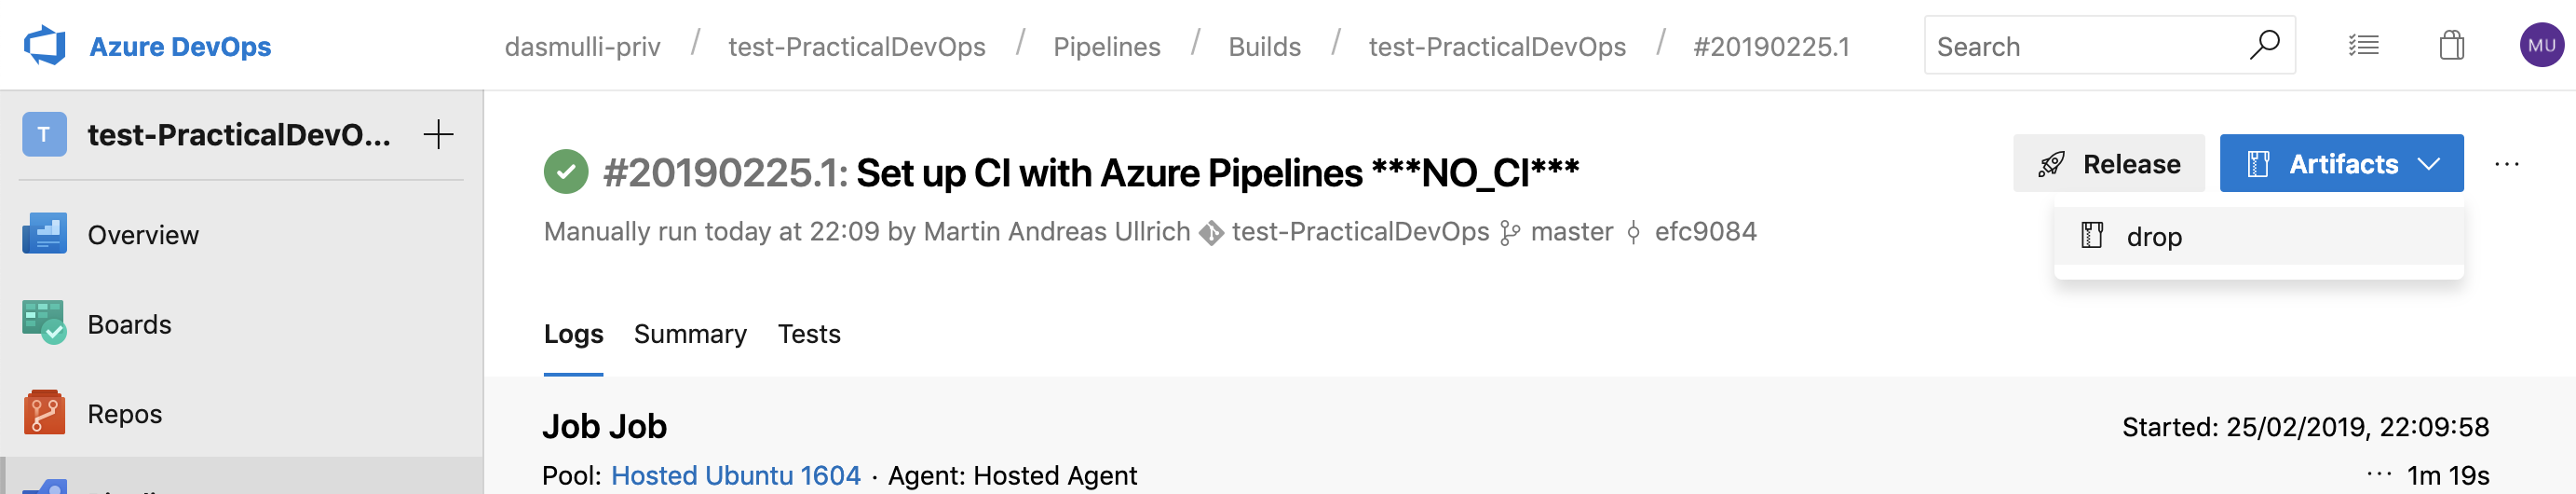 Azure DevOps
dasmulli-priv / test-PracticalDevOps / Pipelines / Builds / test-PracticalDevOps / #20190225.1
Search
MU
T
test-PracticalDevO...
Overview
Boards
Repos
#20190225.1: Set up CI with Azure Pipelines ***NO_CI***
Manually run today at 22:09 by Martin Andreas Ullrich test-PracticalDevOps master efc9084
Release
Artifacts
drop
Logs Summary Tests
Job Job
Started: 25/02/2019, 22:09:58
Pool: Hosted Ubuntu 1604 · Agent: Hosted Agent
··· 1m 19s